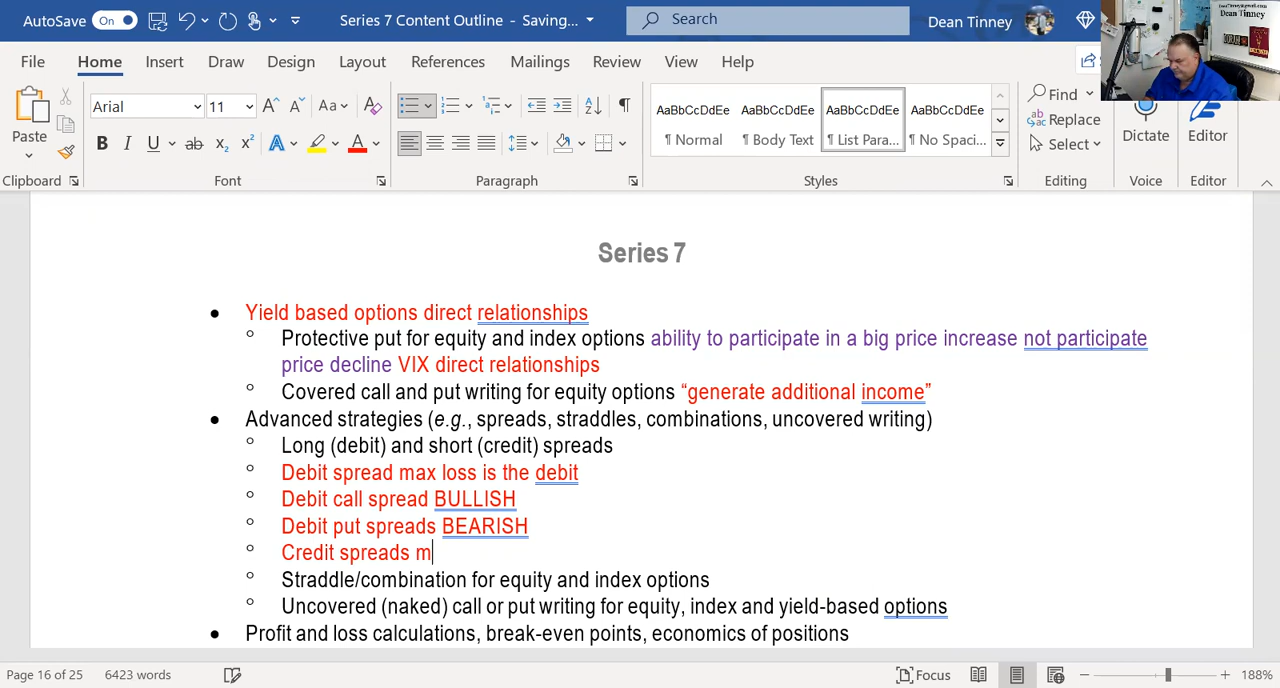 AutoSave On Series 7 Content Outline - Saving... Search Dean Tinney
File Home Insert Draw Design Layout References Mailings Review View Help
Dean Tinney
Paste
Arial 11 Aa
B I U ab x2 x2 A A
AaBbCcDdEe AaBbCcDdEe AaBbCcDdEe AaBbCcDdEe
¶ Normal ¶ Body Text ¶ List Para... ¶ No Spaci...
Find
Replace
Select
Dictate Editor
Clipboard Font Paragraph Styles Editing Voice Editor
Series 7
• Yield based options direct relationships
° Protective put for equity and index options ability to participate in a big price increase not participate
price decline VIX direct relationships
° Covered call and put writing for equity options “generate additional income”
• Advanced strategies (e.g., spreads, straddles, combinations, uncovered writing)
° Long (debit) and short (credit) spreads
° Debit spread max loss is the debit
° Debit call spread BULLISH
° Debit put spreads BEARISH
° Credit spreads m
° Straddle/combination for equity and index options
° Uncovered (naked) call or put writing for equity, index and yield-based options
• Profit and loss calculations, break-even points, economics of positions
Page 16 of 25 6423 words Focus 188%